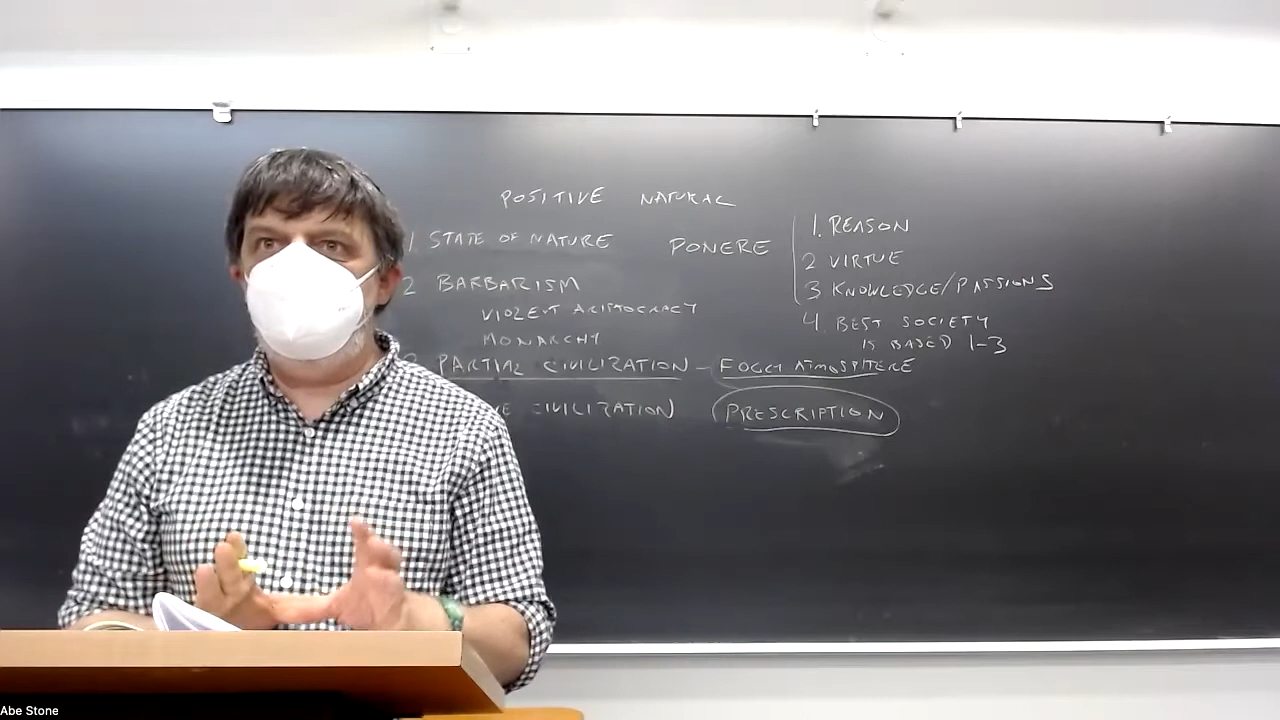 POSITIVE NATURAL
1 STATE OF NATURE
2 BARBARISM
VIOLENT ARISTOCRACY
MONARCHY
PARTIAL CIVILIZATION - FOGGY ATMOSPHERE
CIVILIZATION
PRESCRIPTION
PONERE
1. REASON
2 VIRTUE
3 KNOWLEDGE/PASSIONS
4. BEST SOCIETY
IS BASED 1-3
Abe Stone